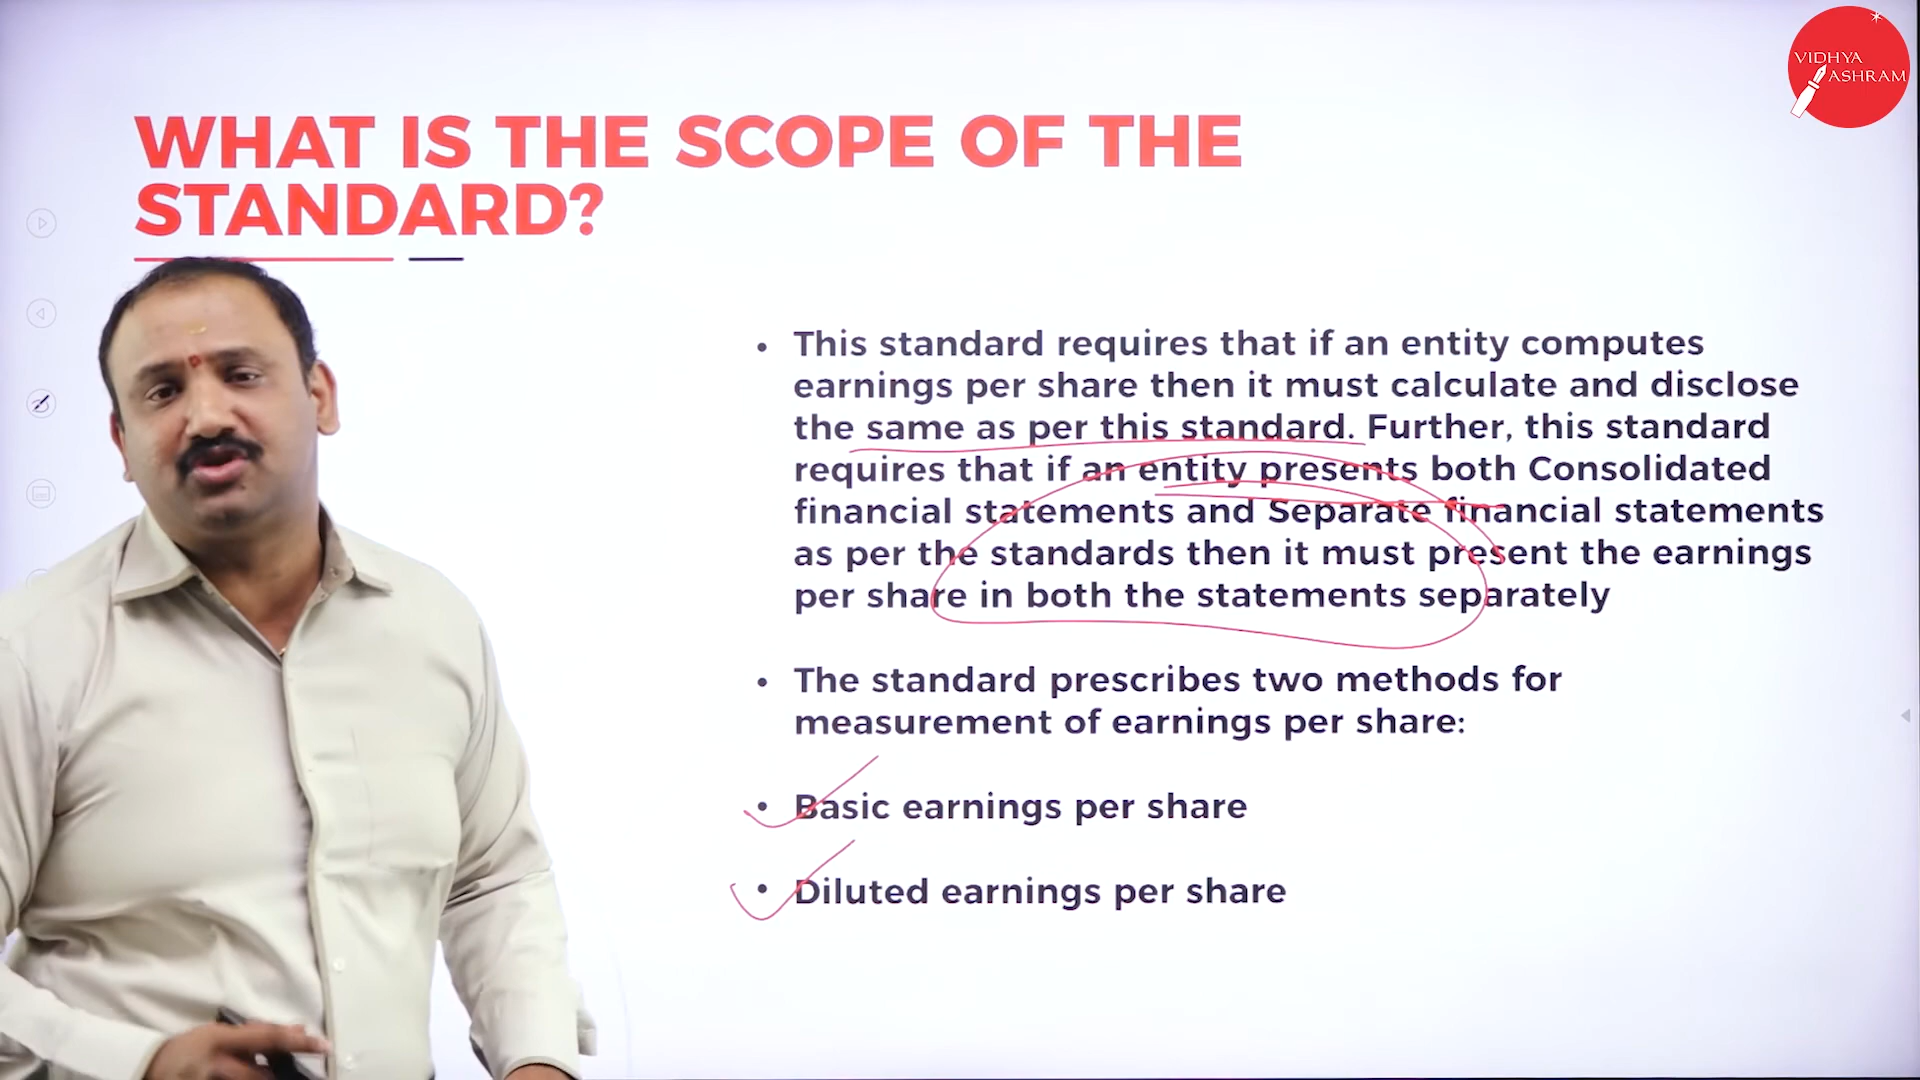 VIDHYA
ASHRAM
WHAT IS THE SCOPE OF THE
STANDARD?
• This standard requires that if an entity computes
earnings per share then it must calculate and disclose
the same as per this standard. Further, this standard
requires that if an entity presents both Consolidated
financial statements and Separate financial statements
as per the standards then it must present the earnings
per share in both the statements separately
• The standard prescribes two methods for
measurement of earnings per share:
• Basic earnings per share
• Diluted earnings per share